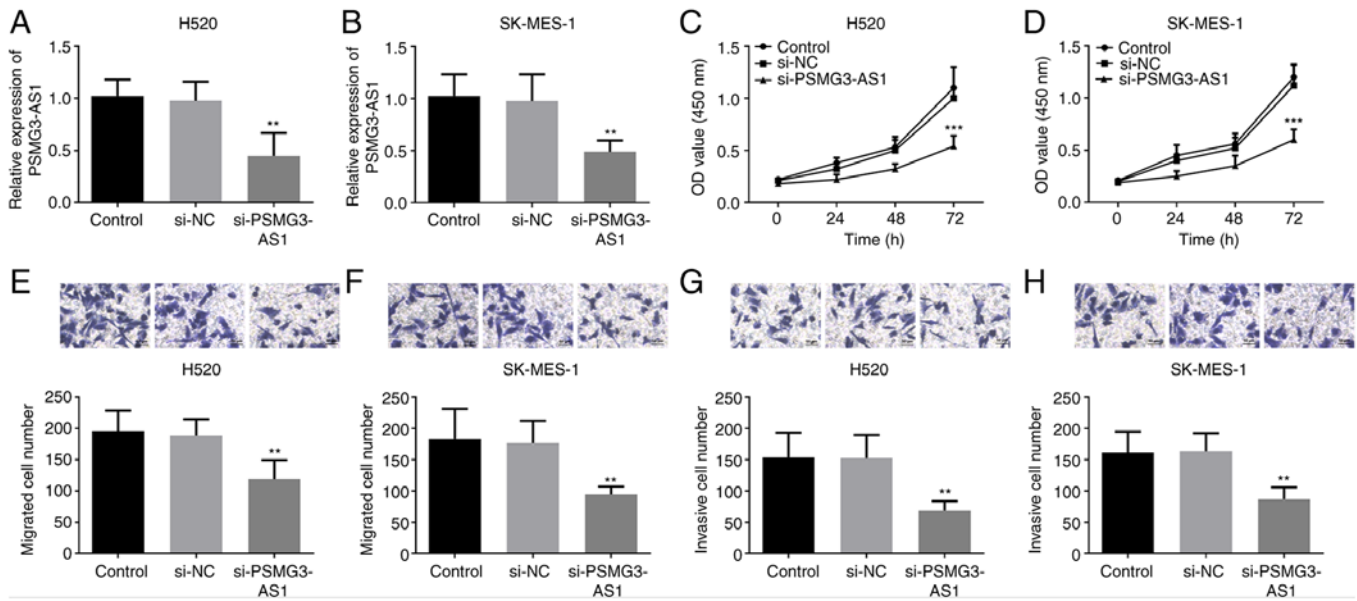 A
H520
Relative expression of
PSMG3-AS1
1.5
1.0
0.5
0.0
**
Control
si-NC
si-PSMG3-
AS1
B
SK-MES-1
Relative expression of
PSMG3-AS1
1.5
1.0
0.5
0.0
**
Control
si-NC
si-PSMG3-
AS1
C
H520
OD value (450 nm)
1.5
1.0
0.5
0.0
Control
si-NC
si-PSMG3-AS1
***
0
24
48
72
Time (h)
D
SK-MES-1
OD value (450 nm)
1.5
1.0
0.5
0.0
Control
si-NC
si-PSMG3-AS1
***
0
24
48
72
Time (h)
E
H520
Migrated cell number
250
200
150
100
50
0
**
Control
si-NC
si-PSMG3-
AS1
F
SK-MES-1
Migrated cell number
250
200
150
100
50
0
**
Control
si-NC
si-PSMG3-
AS1
G
H520
Invasive cell number
250
200
150
100
50
0
**
Control
si-NC
si-PSMG3-
AS1
H
SK-MES-1
Invasive cell number
250
200
150
100
50
0
**
Control
si-NC
si-PSMG3-
AS1